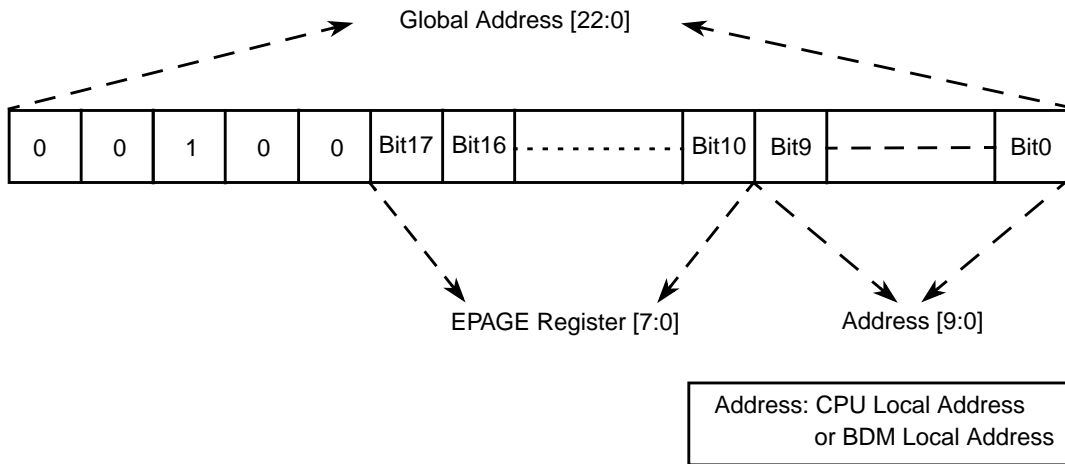 Global Address [22:0]
0 0 1 0 0 Bit17 Bit16 Bit10 Bit9 Bit0
EPAGE Register [7:0] Address [9:0]
Address: CPU Local Address
or BDM Local Address